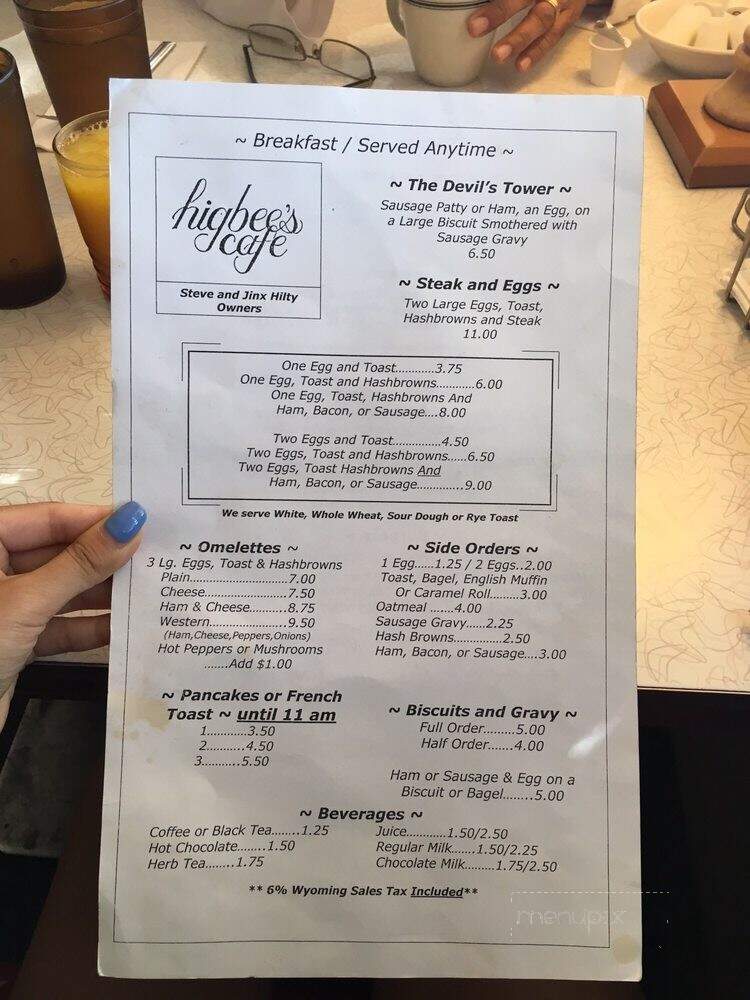 ~ Breakfast / Served Anytime ~
higbee's
cafe
Steve and Jinx Hilty
Owners
~ The Devil's Tower ~
Sausage Patty or Ham, an Egg, on
a Large Biscuit Smothered with
Sausage Gravy
6.50
~ Steak and Eggs ~
Two Large Eggs, Toast,
Hashbrowns and Steak
11.00
One Egg and Toast............3.75
One Egg, Toast and Hashbrowns............6.00
One Egg, Toast, Hashbrowns And
Ham, Bacon, or Sausage....8.00
Two Eggs and Toast..............4.50
Two Eggs, Toast and Hashbrowns......6.50
Two Eggs, Toast Hashbrowns And
Ham, Bacon, or Sausage..............9.00
We serve White, Whole Wheat, Sour Dough or Rye Toast
~ Omelettes ~
3 Lg. Eggs, Toast & Hashbrowns
Plain.............................7.00
Cheese.........................7.50
Ham & Cheese...........8.75
Western.......................9.50
(Ham,Cheese,Peppers,Onions)
Hot Peppers or Mushrooms
.......Add $1.00
~ Side Orders ~
1 Egg......1.25 / 2 Eggs..2.00
Toast, Bagel, English Muffin
Or Caramel Roll.........3.00
Oatmeal .......4.00
Sausage Gravy......2.25
Hash Browns...............2.50
Ham, Bacon, or Sausage....3.00
~ Pancakes or French
Toast ~ until 11 am
1............3.50
2..........4.50
3..........5.50
~ Biscuits and Gravy ~
Full Order.........5.00
Half Order.......4.00
Ham or Sausage & Egg on a
Biscuit or Bagel........5.00
~ Beverages ~
Coffee or Black Tea........1.25
Hot Chocolate........1.50
Herb Tea.........1.75
Juice............1.50/2.50
Regular Milk.......1.50/2.25
Chocolate Milk.........1.75/2.50
** 6% Wyoming Sales Tax Included**
menupix